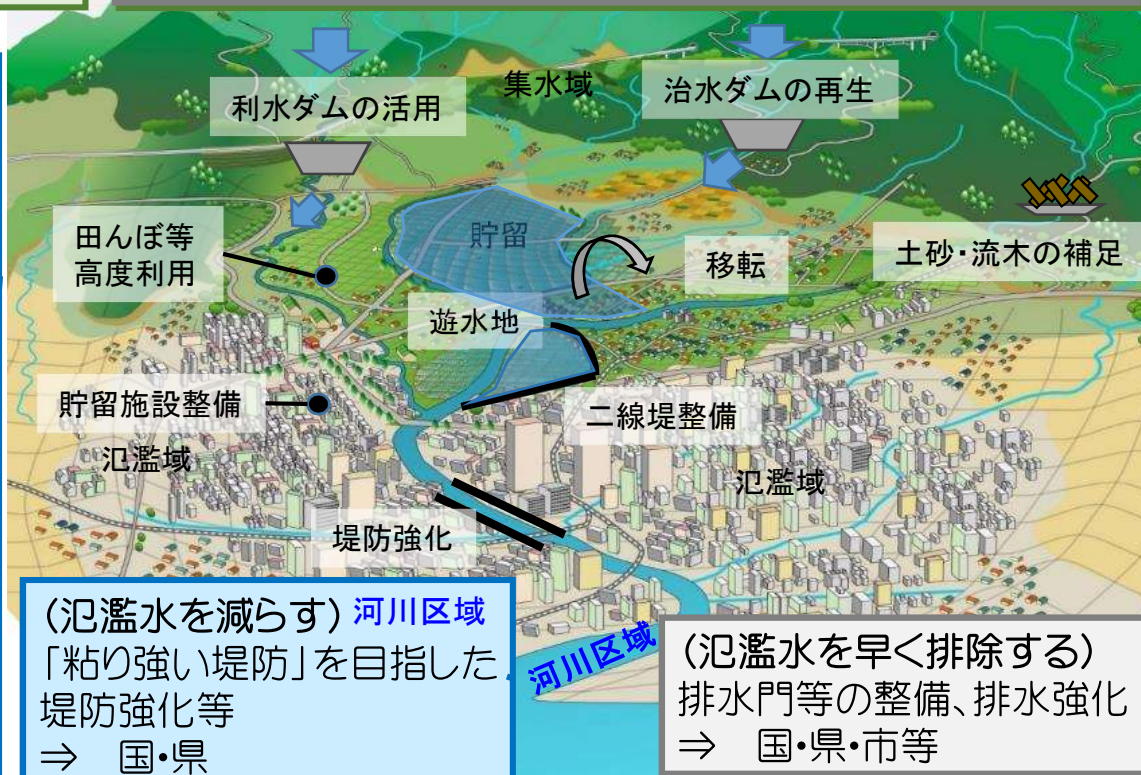 集水域
利水ダムの活用
治水ダムの再生
田んぼ等
高度利用
貯留
移転
土砂・流木の補足
遊水地
貯留施設整備
二線堤整備
氾濫域
氾濫域
堤防強化
(氾濫水を減らす) 河川区域
「粘り強い堤防」を目指した
堤防強化等
⇒ 国・県
河川区域
(氾濫水を早く排除する)
排水門等の整備、排水強化
⇒ 国・県・市等